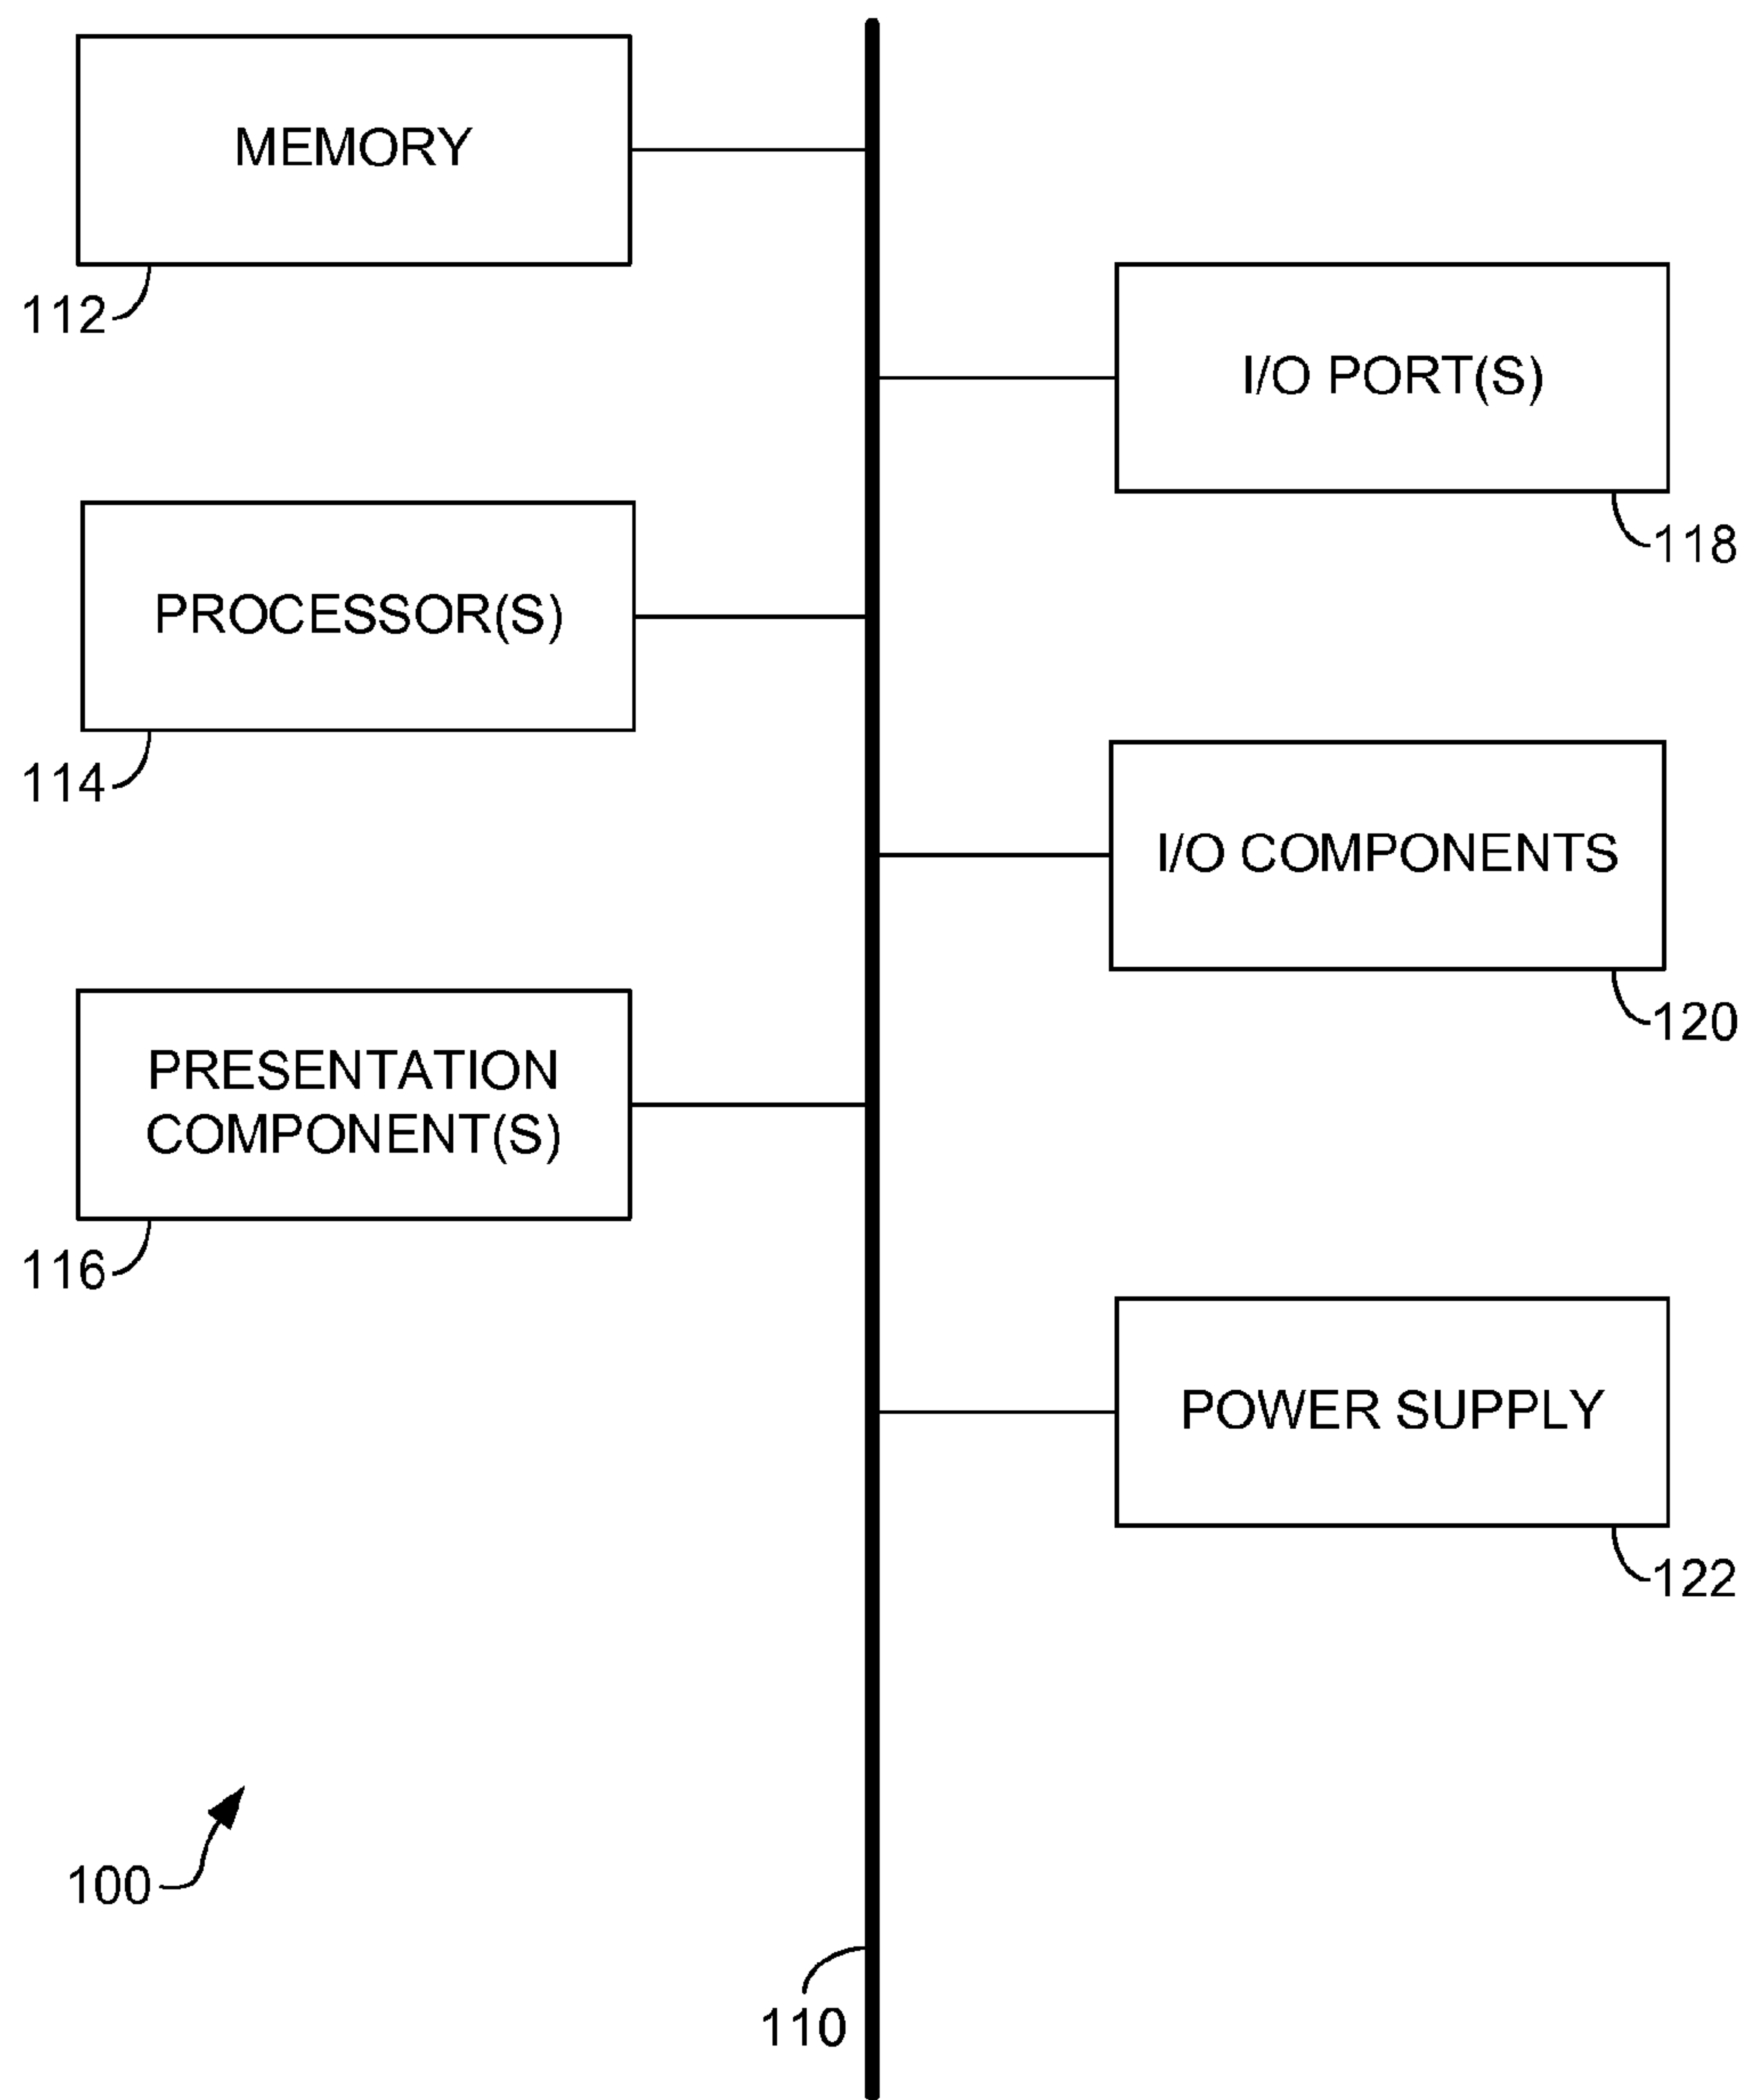 MEMORY
112
I/O PORT(S)
118
PROCESSOR(S)
114
I/O COMPONENTS
120
PRESENTATION
COMPONENT(S)
116
POWER SUPPLY
122
100
110